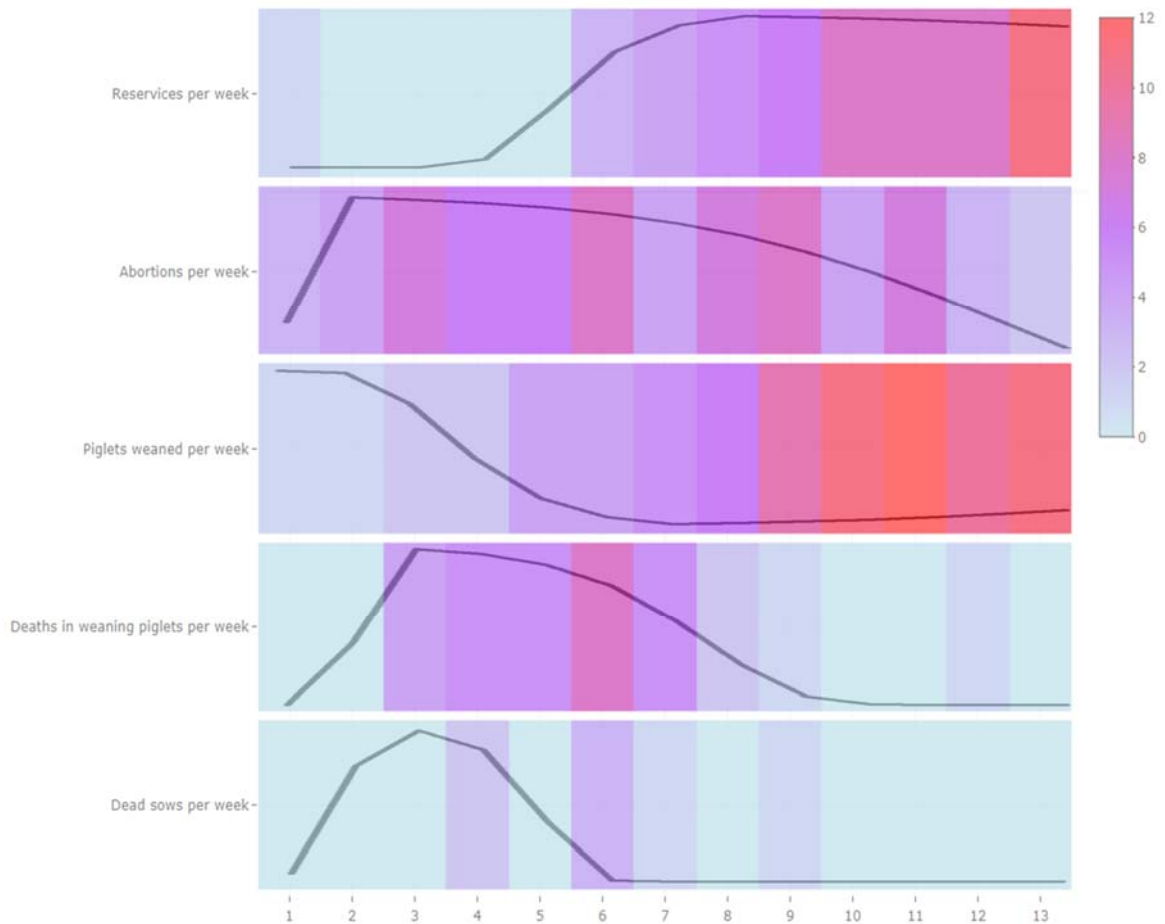 Reservices per week
Abortions per week
Piglets weaned per week
Deaths in weaning piglets per week
Dead sows per week
1 2 3 4 5 6 7 8 9 10 11 12 13
12
10
8
6
4
2
0